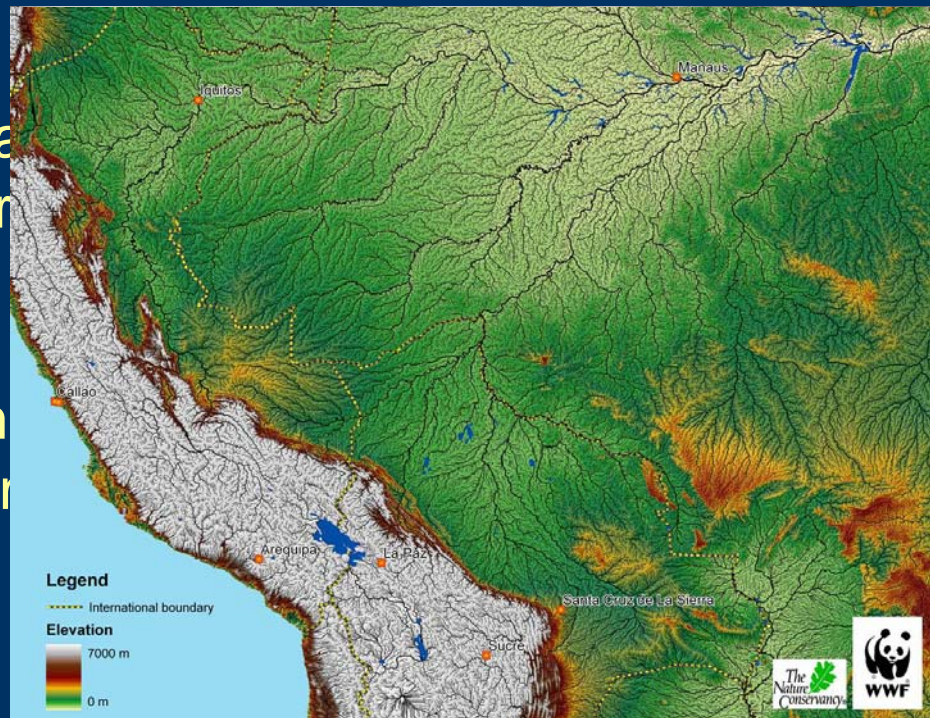 Manaus
Iquitos
Callao
Arequipa
La Paz
Santa Cruz de La Sierra
Sucre
Legend
International boundary
Elevation
7000 m
0 m
The
Nature
Conservancy
WWF